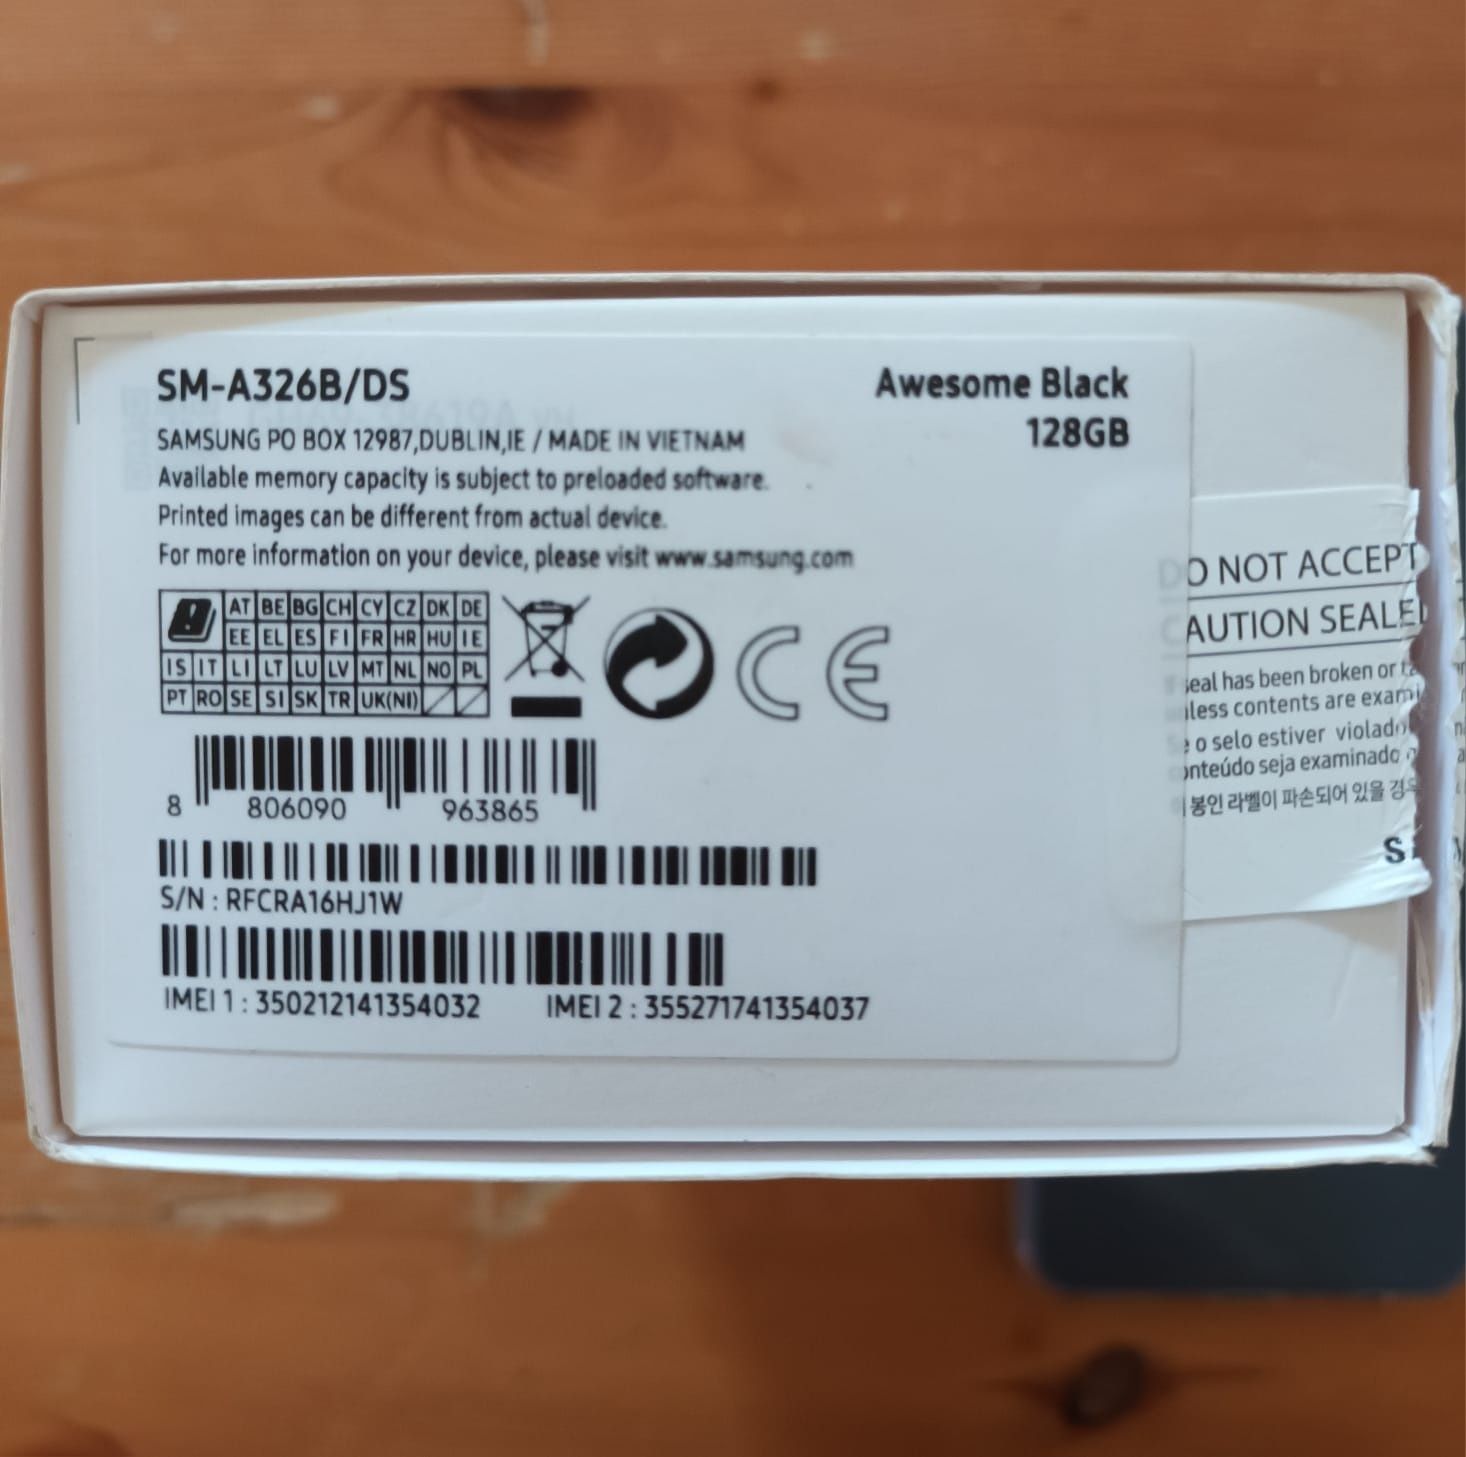 SM-A326B/DS
Awesome Black
128GB
SAMSUNG PO BOX 12987,DUBLIN,IE / MADE IN VIETNAM
Available memory capacity is subject to preloaded software.
Printed images can be different from actual device.
For more information on your device, please visit www.samsung.com
AT BE BG CH CY CZ DK DE
EE EL ES FI FR HR HU IE
IS IT LI LT LU LV MT NL NO PL
PT RO SE SI SK TR UK(NI)
CE
8 806090 963865
S/N : RFCRA16HJ1W
IMEI 1 : 350212141354032 IMEI 2 : 355271741354037
DO NOT ACCEPT
CAUTION SEALE
seal has been broken or
less contents are exami
o selo estiver violado
onteúdo seja examinado
봉인 라벨이 파손되어 있을 경우